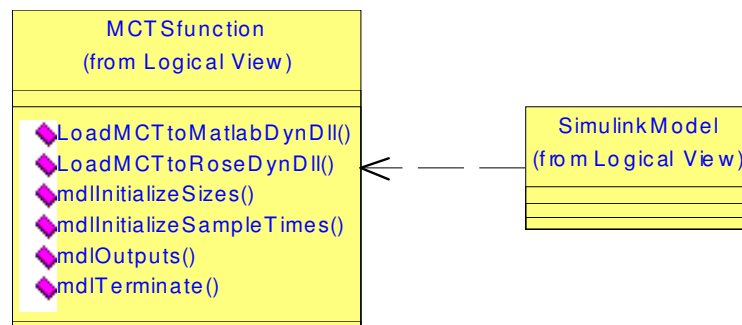 MCTSfunction
(from Logical View)
LoadMCTtoMatlabDynDll()
LoadMCTtoRoseDynDll()
mdlInitializeSizes()
mdlInitializeSampleTimes()
mdlOutputs()
mdlTerminate()
SimulinkModel
(from Logical View)